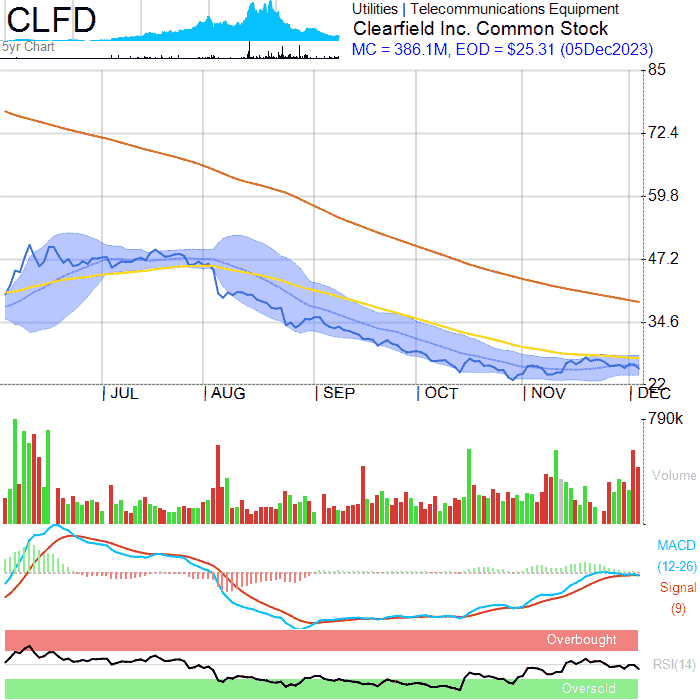 CLFD
5yr Chart
Utilities | Telecommunications Equipment
Clearfield Inc. Common Stock
MC = 386.1M, EOD = $25.31 (05Dec2023)
85
72.4
59.8
47.2
34.6
22
JUL AUG SEP OCT NOV DEC
790k
Volume
MACD
(12-26)
Signal
(9)
Overbought
RSI(14)
Oversold